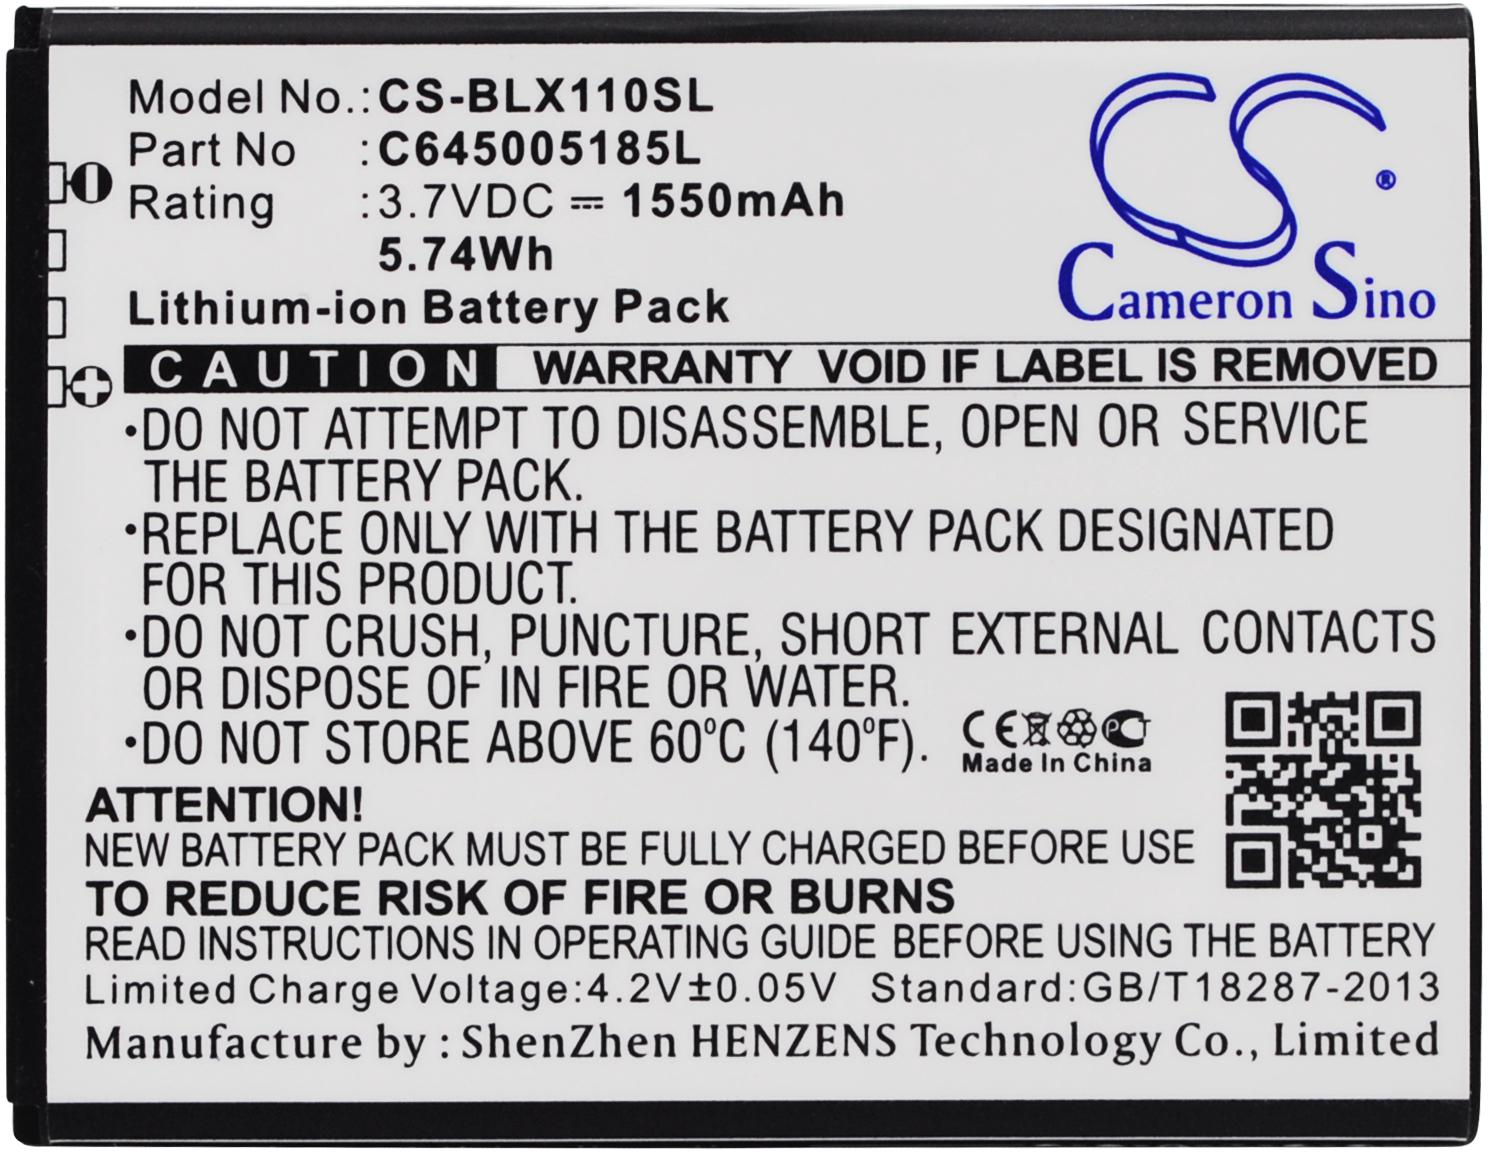 Model No.:CS-BLX110SL
Part No :C645005185L
Rating :3.7VDC ⎓ 1550mAh
5.74Wh
Lithium-ion Battery Pack
CS
®
Cameron Sino
CAUTION WARRANTY VOID IF LABEL IS REMOVED
•DO NOT ATTEMPT TO DISASSEMBLE, OPEN OR SERVICE
THE BATTERY PACK.
•REPLACE ONLY WITH THE BATTERY PACK DESIGNATED
FOR THIS PRODUCT.
•DO NOT CRUSH, PUNCTURE, SHORT EXTERNAL CONTACTS
OR DISPOSE OF IN FIRE OR WATER.
•DO NOT STORE ABOVE 60°C (140°F).
CE PCT
Made In China
ATTENTION!
NEW BATTERY PACK MUST BE FULLY CHARGED BEFORE USE
TO REDUCE RISK OF FIRE OR BURNS
READ INSTRUCTIONS IN OPERATING GUIDE BEFORE USING THE BATTERY
Limited Charge Voltage:4.2V±0.05V Standard:GB/T18287-2013
Manufacture by : ShenZhen HENZENS Technology Co., Limited